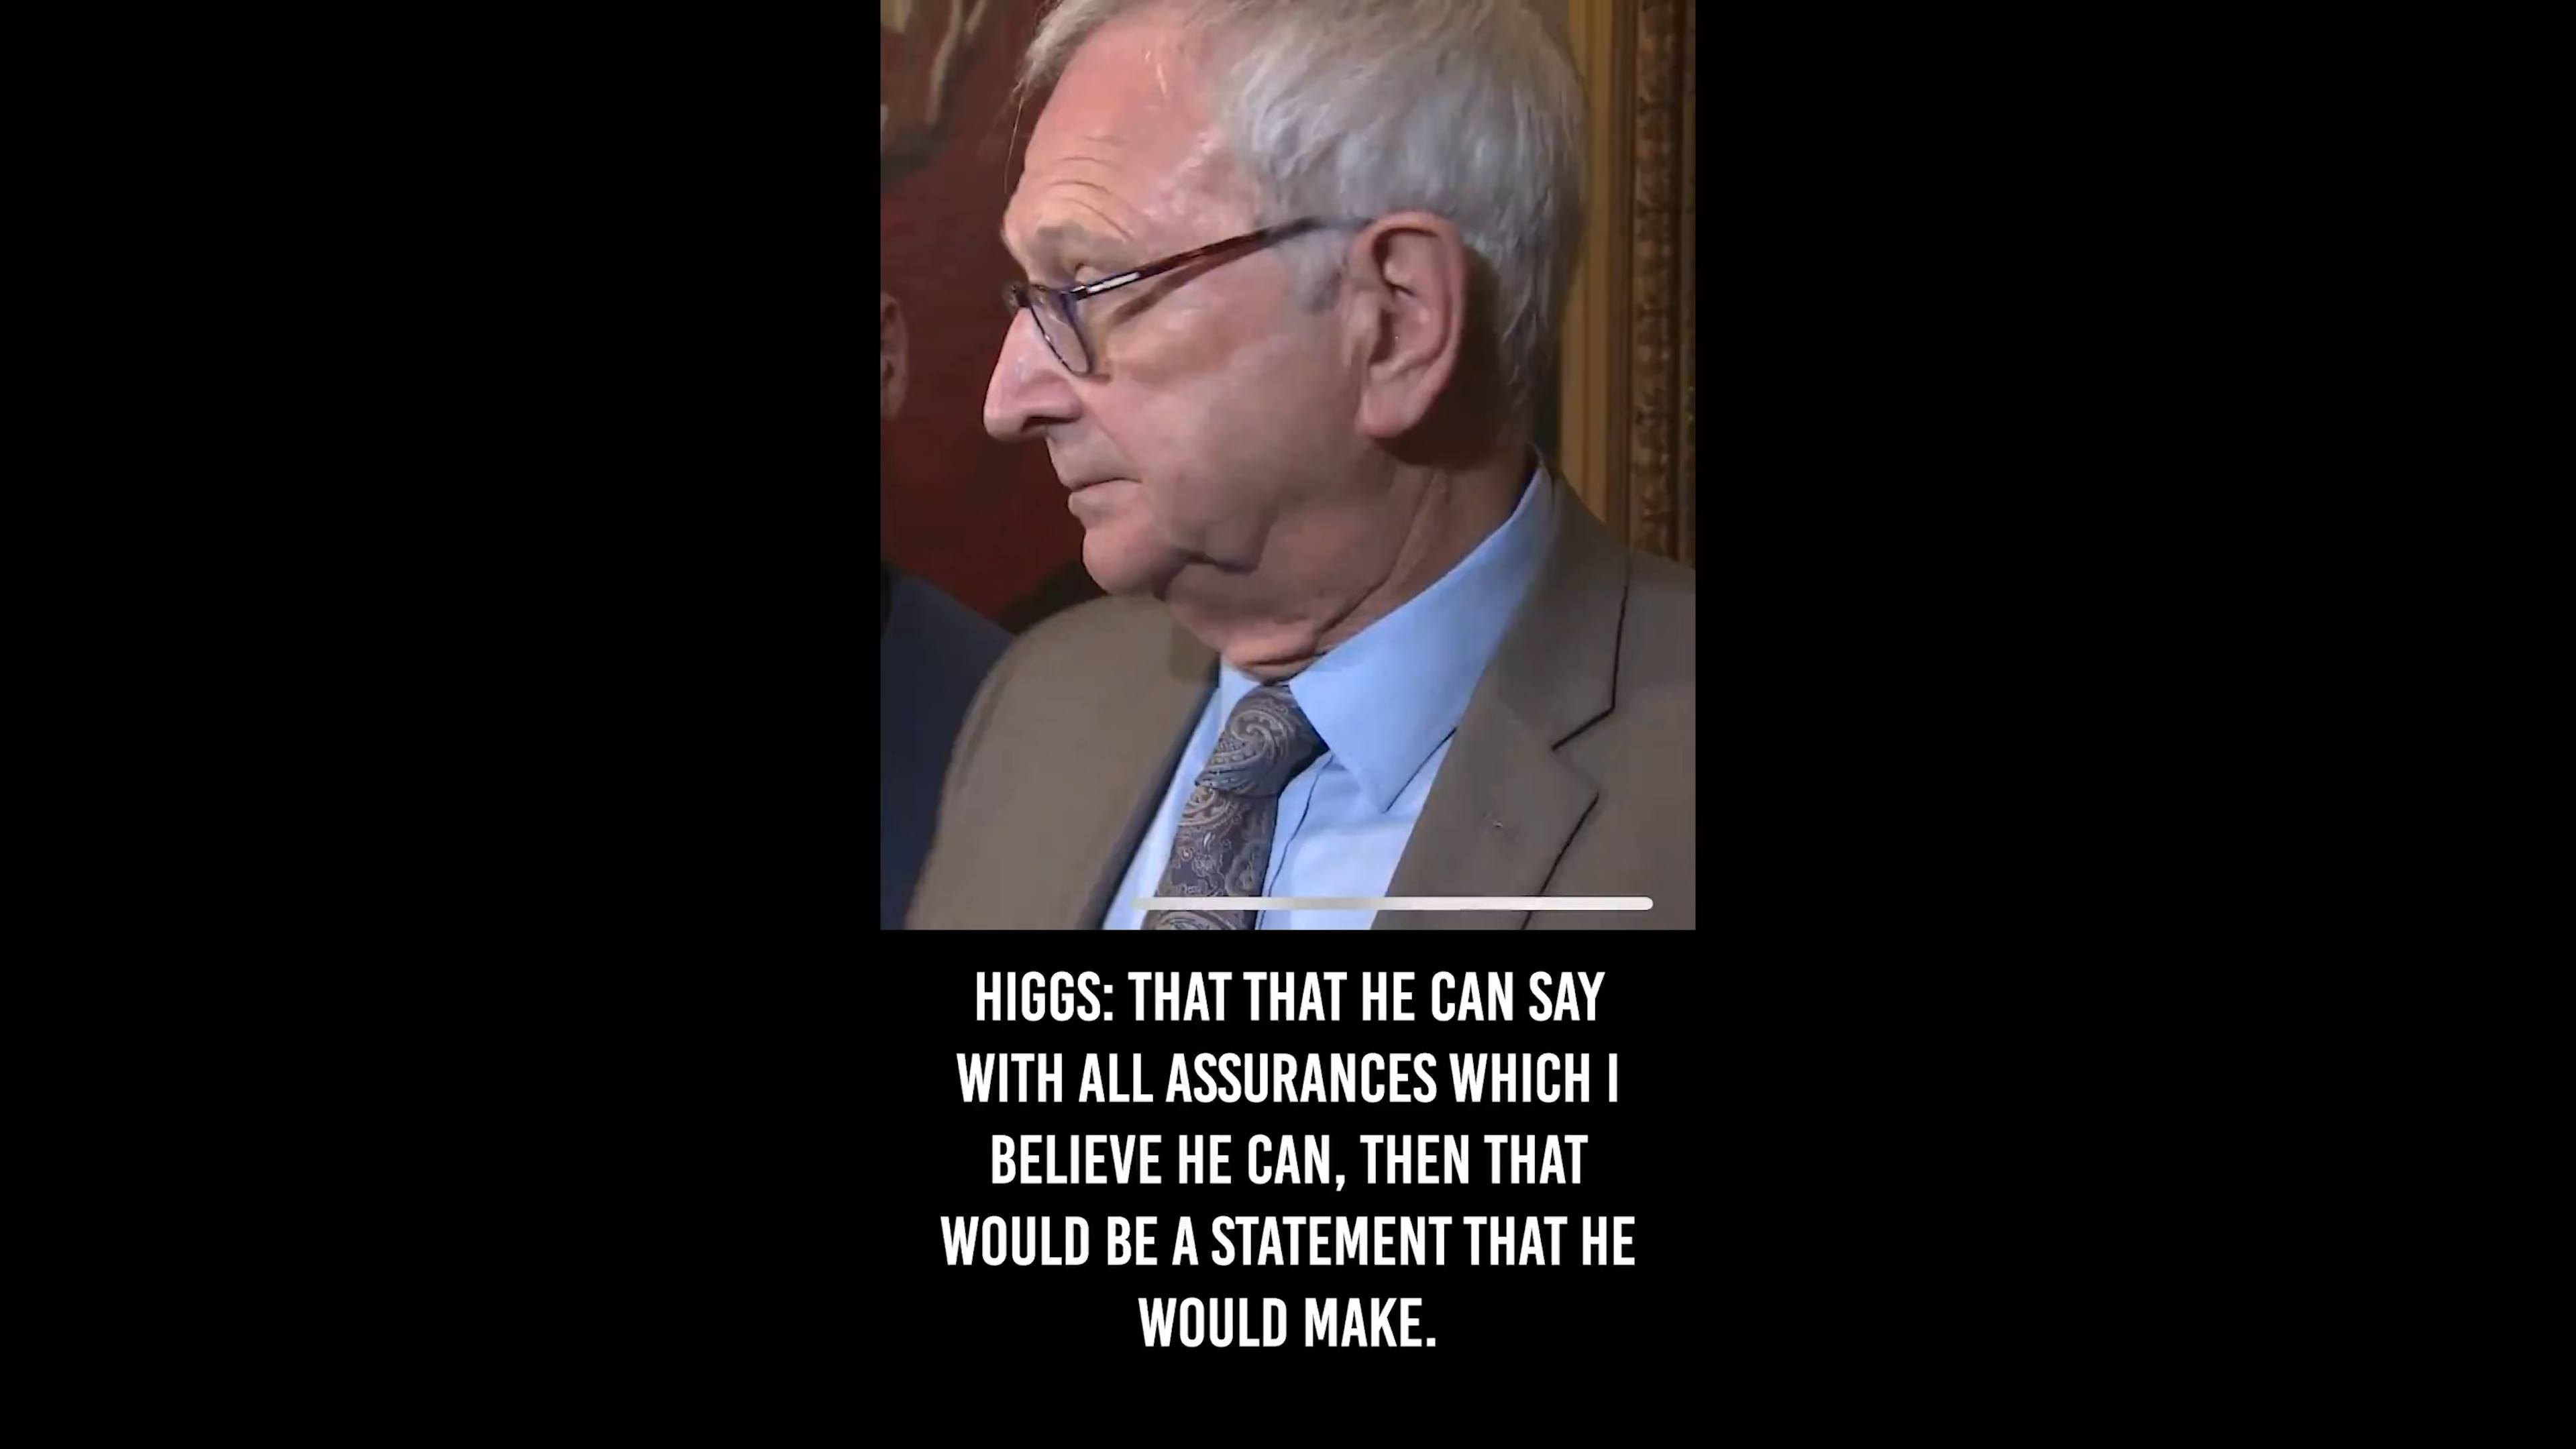 HIGGS: THAT THAT HE CAN SAY
WITH ALL ASSURANCES WHICH I
BELIEVE HE CAN, THEN THAT
WOULD BE A STATEMENT THAT HE
WOULD MAKE.